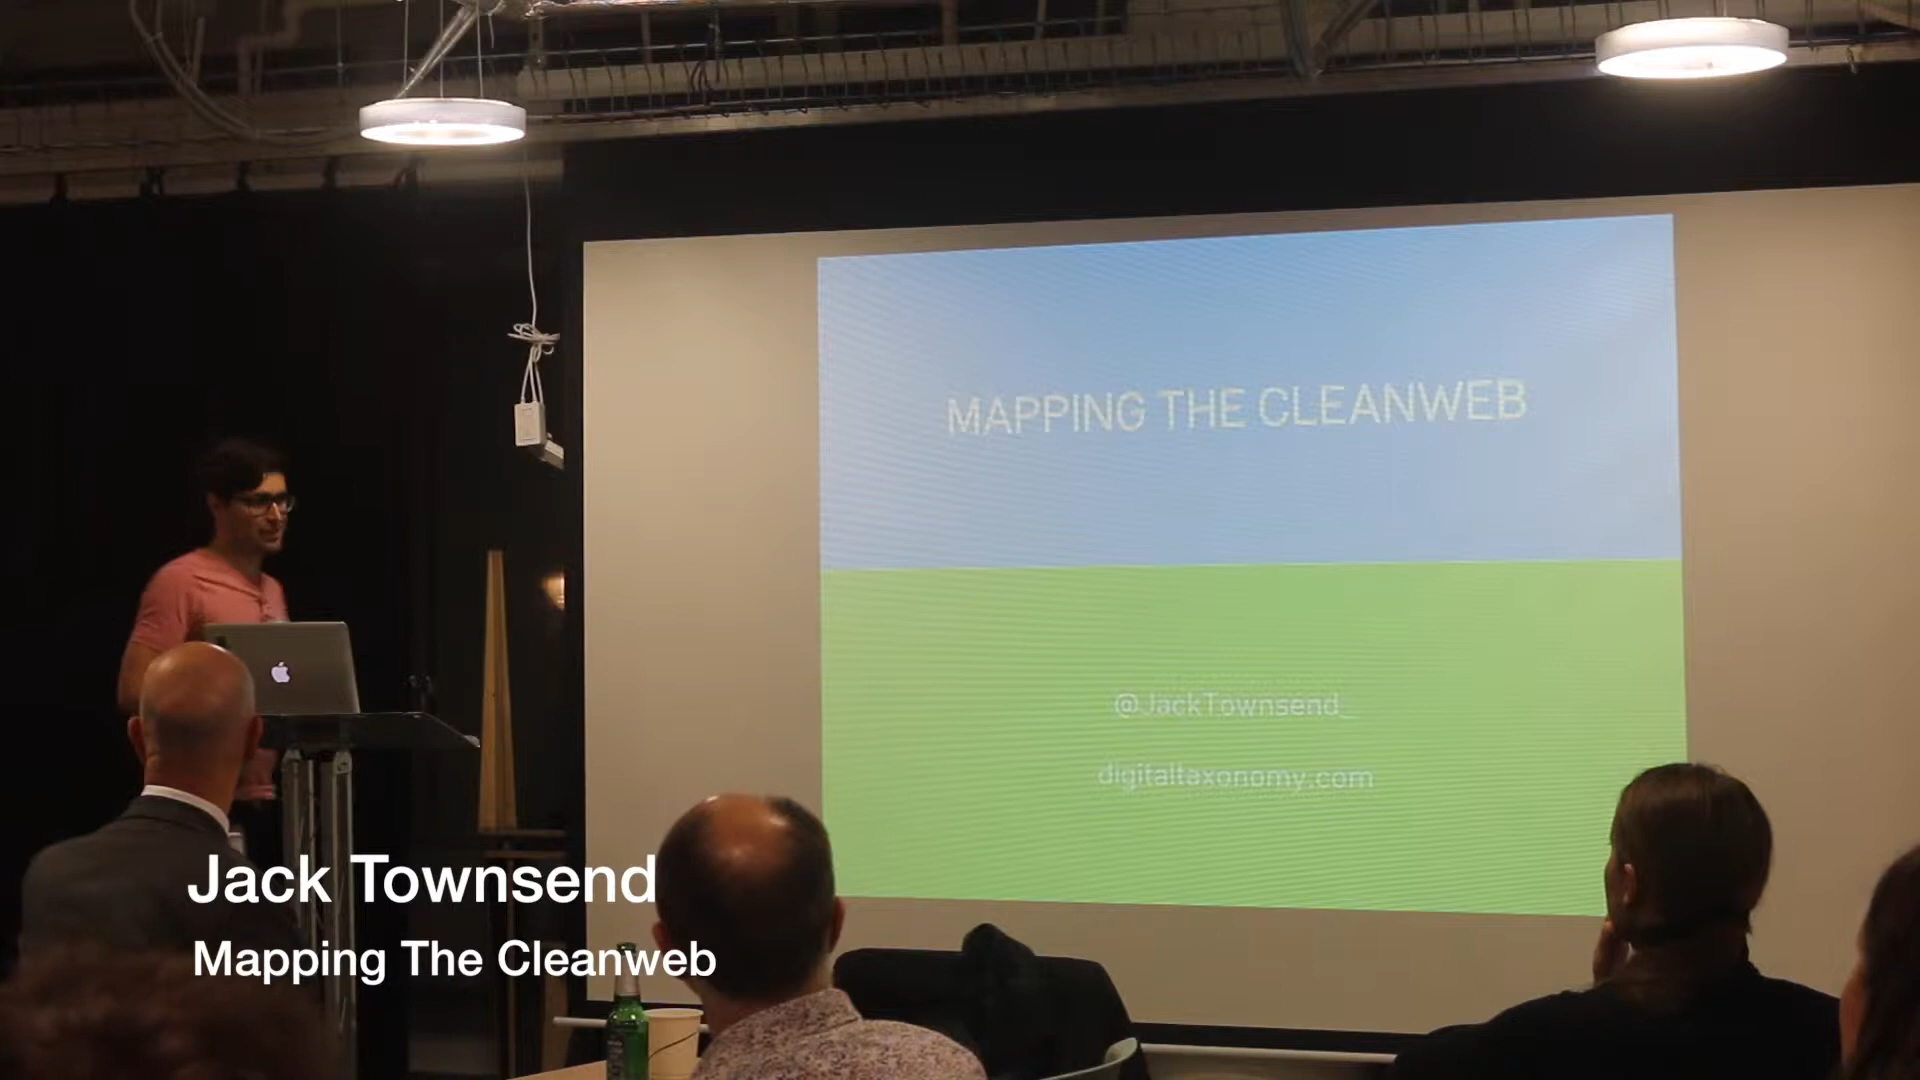 MAPPING THE CLEANWEB
@JackTownsend_
digitaltaxonomy.com
Jack Townsend
Mapping The Cleanweb